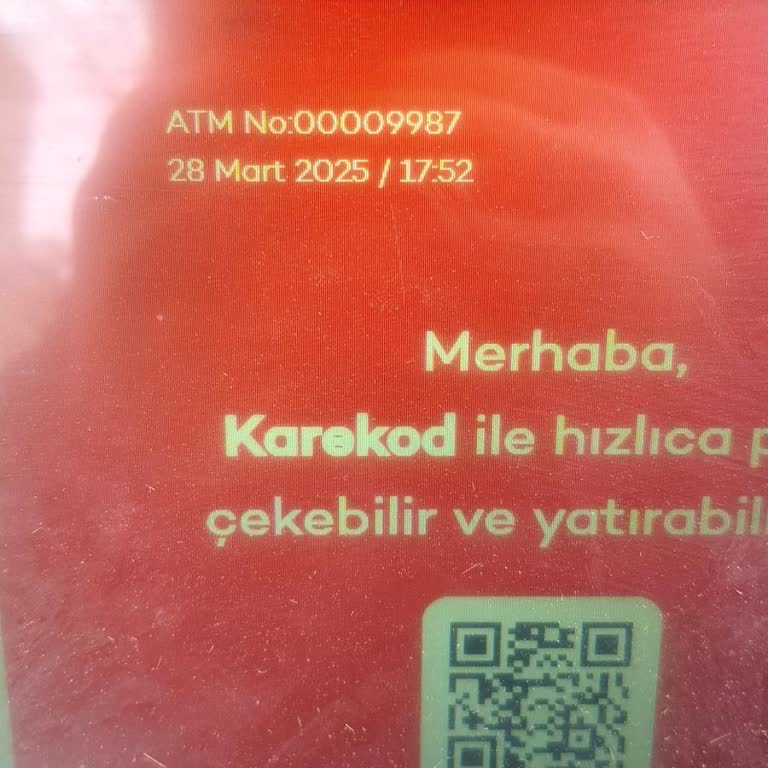 ATM No:00009987
28 Mart 2025 / 17:52
Merhaba,
Karekod ile hızlıca
çekebilir ve